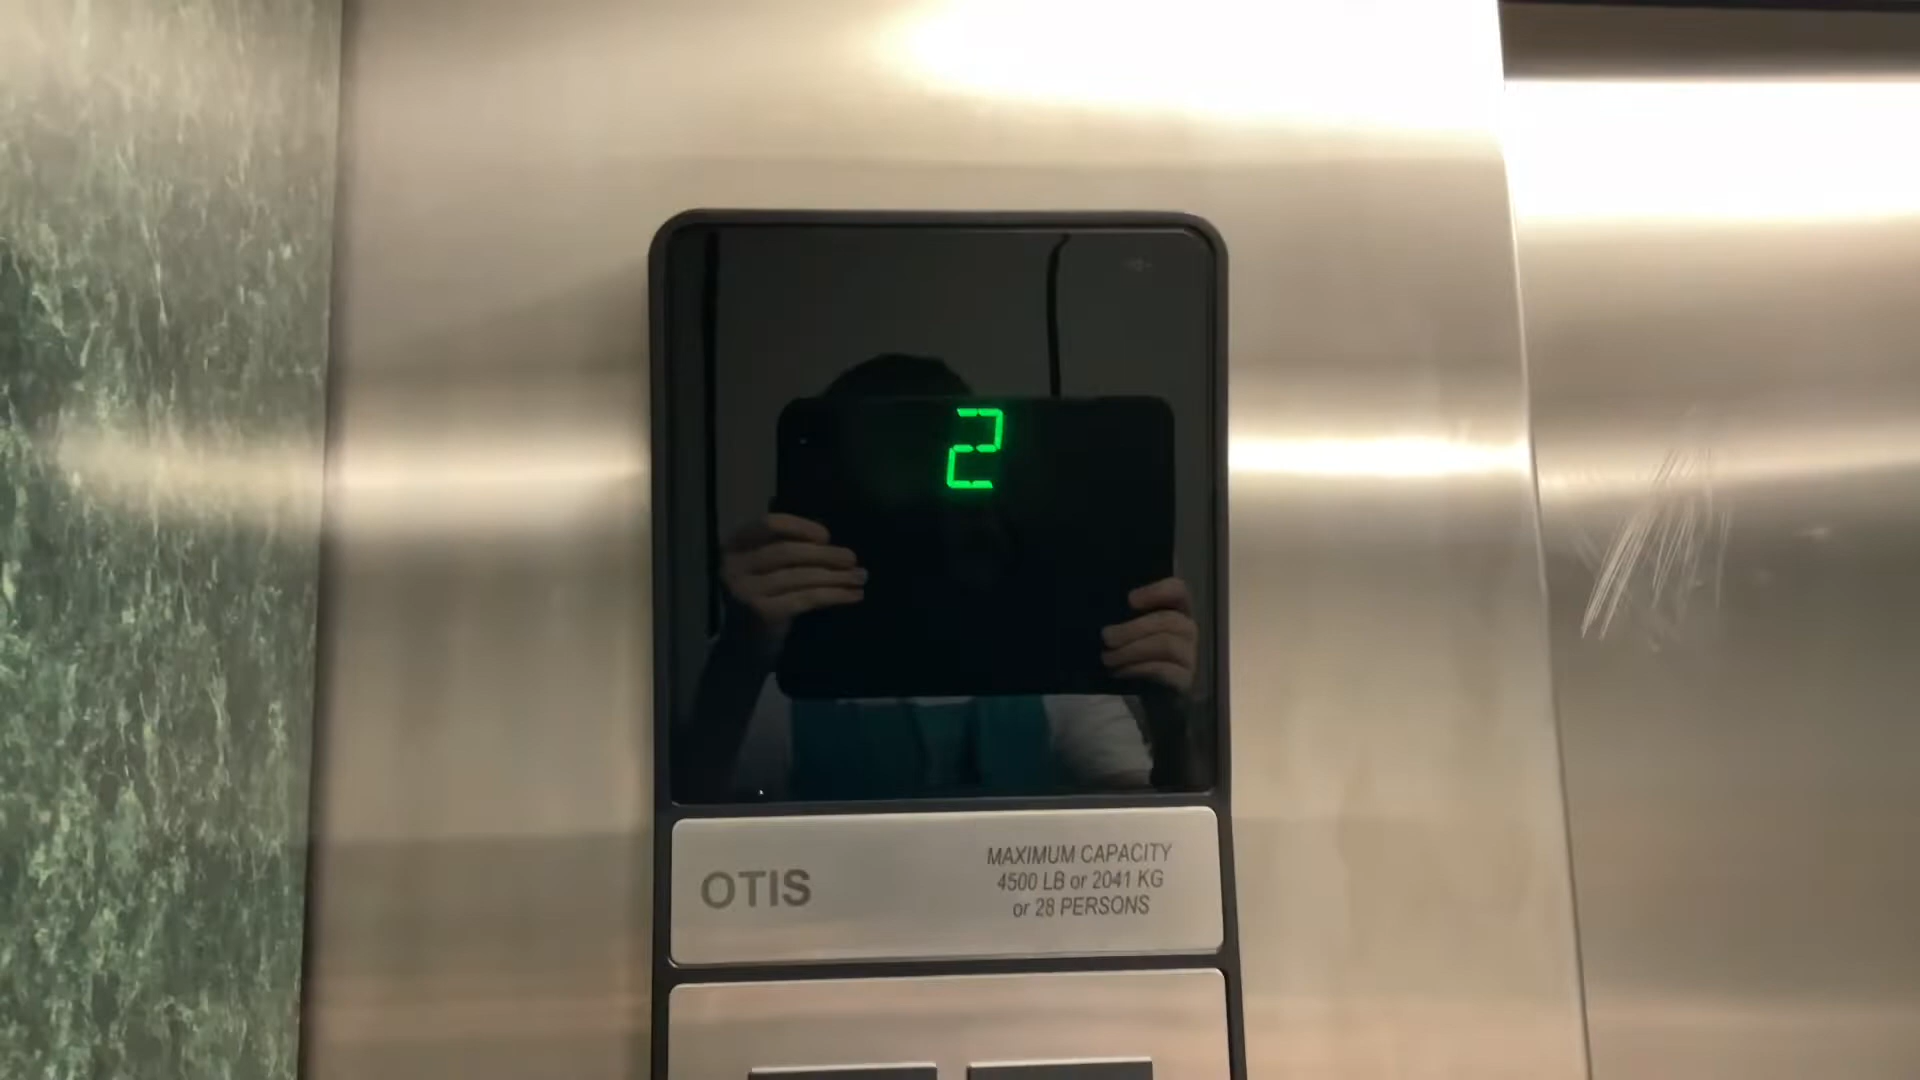 2
OTIS
MAXIMUM CAPACITY
4500 LB or 2041 KG
or 28 PERSONS